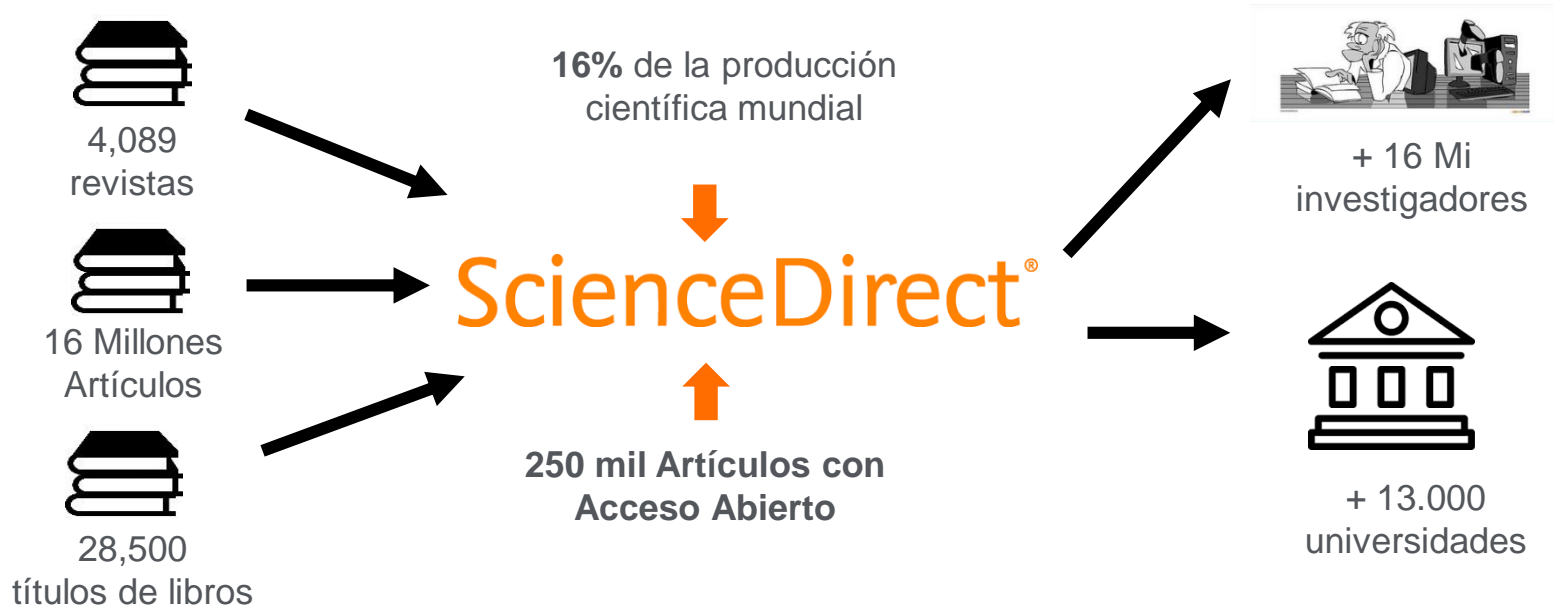 4,089
revistas
16 Millones
Artículos
28,500
títulos de libros
16% de la producción
científica mundial
ScienceDirect®
250 mil Artículos con
Acceso Abierto
+ 16 Mi
investigadores
+ 13.000
universidades